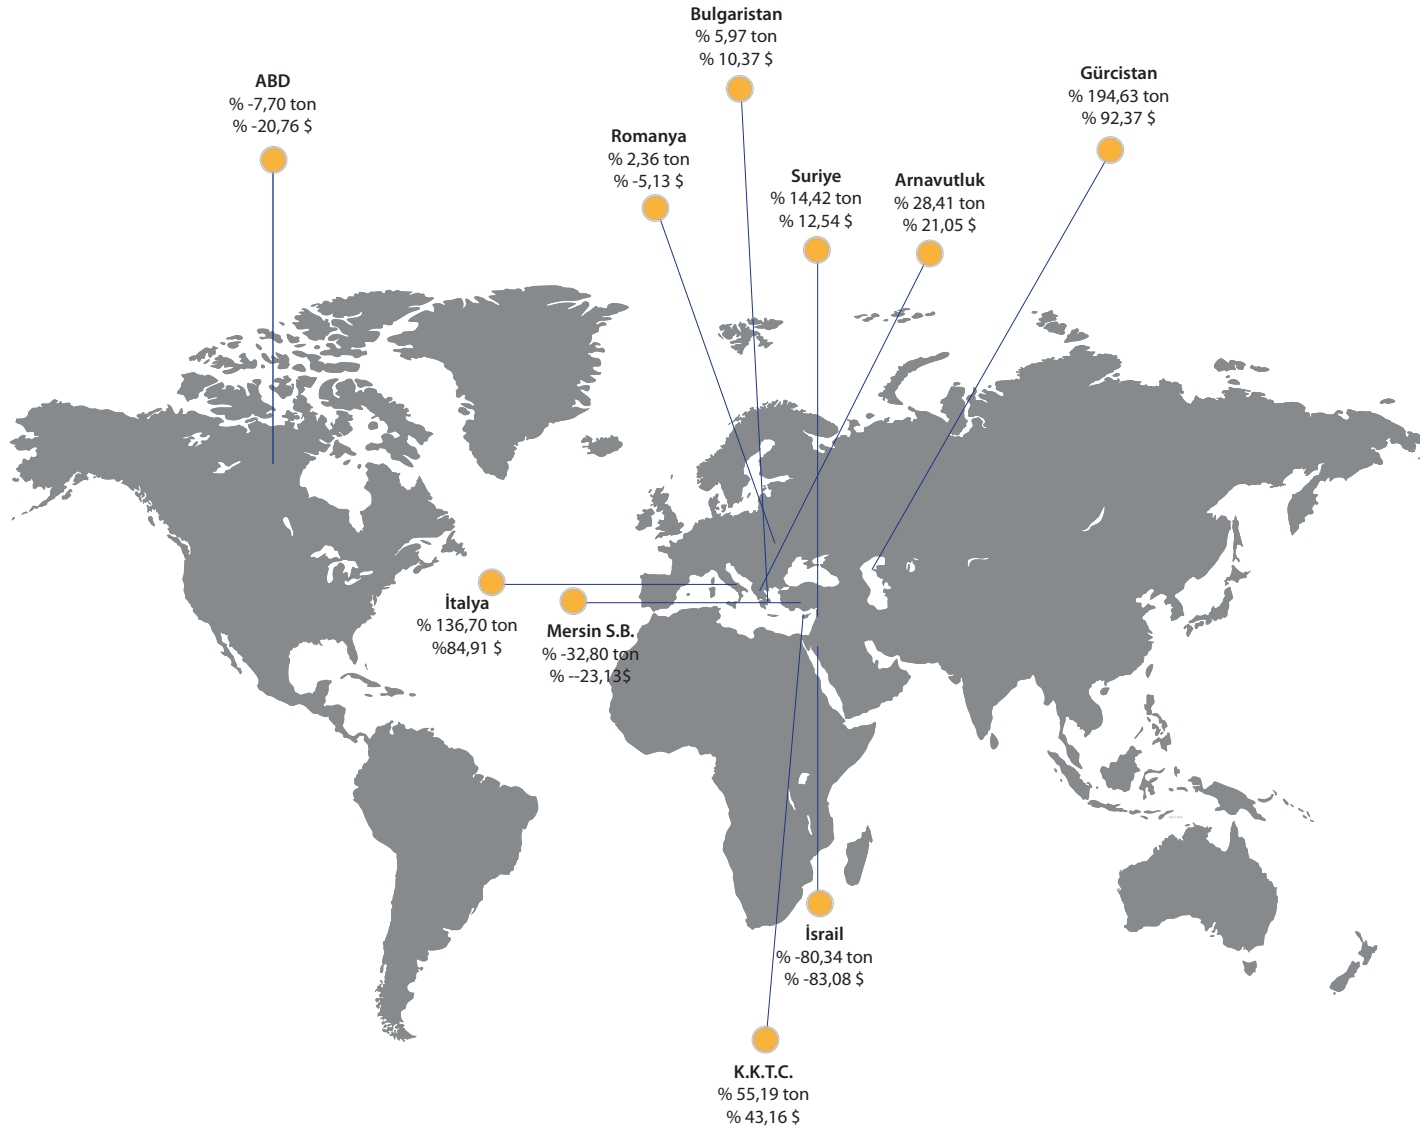 Bulgaristan
% 5,97 ton
% 10,37 $
ABD
% -7,70 ton
% -20,76 $
Gürcistan
% 194,63 ton
% 92,37 $
Romanya
% 2,36 ton
% -5,13 $
Suriye
% 14,42 ton
% 12,54 $
Arnavutluk
% 28,41 ton
% 21,05 $
İtalya
% 136,70 ton
%84,91 $
Mersin S.B.
% -32,80 ton
% --23,13$
İsrail
% -80,34 ton
% -83,08 $
K.K.T.C.
% 55,19 ton
% 43,16 $